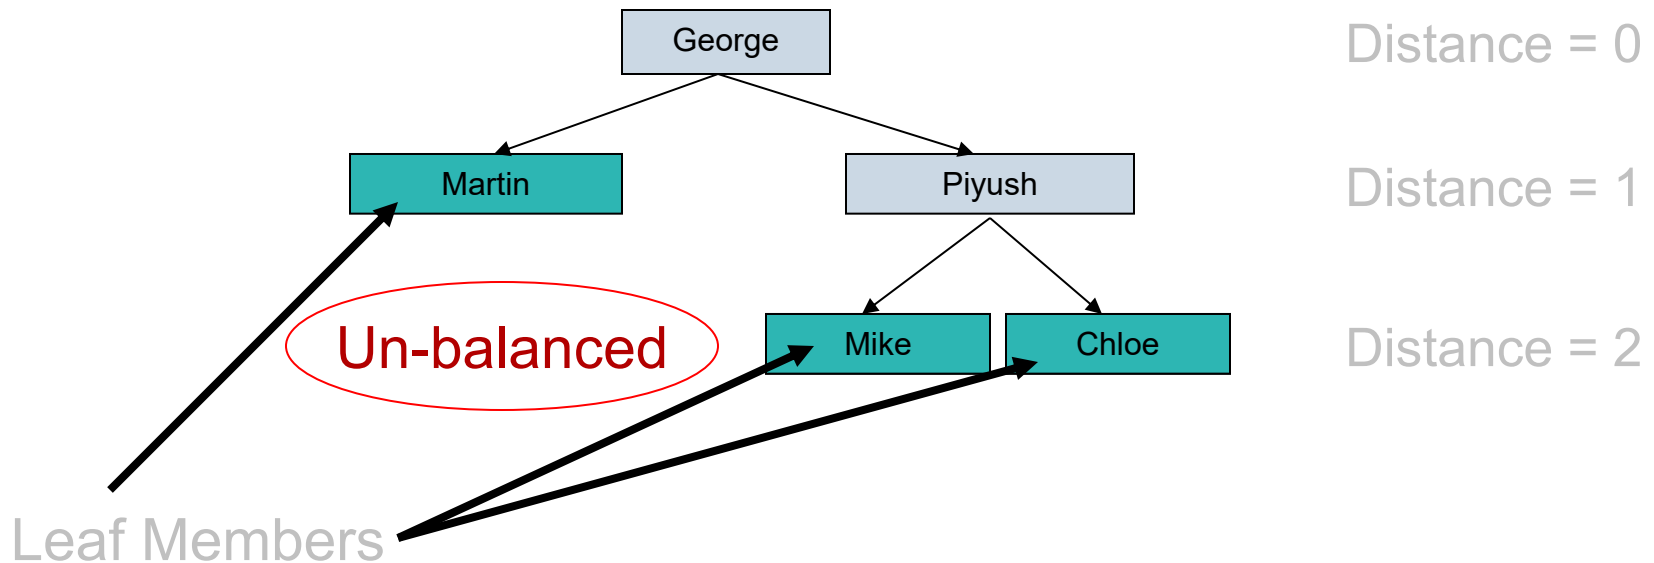 George
Distance = 0
Martin
Piyush
Distance = 1
Un-balanced
Mike
Chloe
Distance = 2
Leaf Members